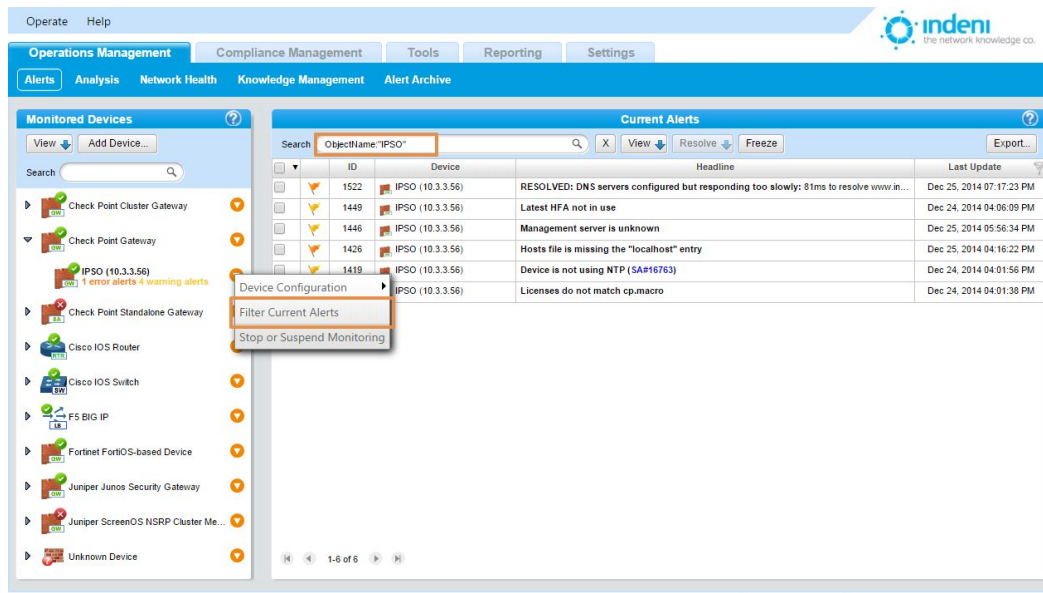 Operate Help
indeni
the network knowledge co.
Operations Management Compliance Management Tools Reporting Settings
Alerts Analysis Network Health Knowledge Management Alert Archive
Monitored Devices ?
View Add Device...
Search
Check Point Cluster Gateway
GW
Check Point Gateway
GW
IPSO (10.3.3.56)
GW 1 error alerts 4 warning alerts
Check Point Standalone Gateway
SA
Cisco IOS Router
RTR
Cisco IOS Switch
SW
F5 BIG IP
LB
Fortinet FortiOS-based Device
GW
Juniper Junos Security Gateway
GW
Juniper ScreenOS NSRP Cluster Me...
GW
Unknown Device
Device Configuration
Filter Current Alerts
Stop or Suspend Monitoring
Current Alerts ?
Search ObjectName:"IPSO" X View Resolve Freeze Export...
ID Device Headline Last Update
1522 IPSO (10.3.3.56) RESOLVED: DNS servers configured but responding too slowly: 81ms to resolve www.in... Dec 25, 2014 07:17:23 PM
1449 IPSO (10.3.3.56) Latest HFA not in use Dec 24, 2014 04:06:09 PM
1446 IPSO (10.3.3.56) Management server is unknown Dec 25, 2014 05:56:34 PM
1426 IPSO (10.3.3.56) Hosts file is missing the "localhost" entry Dec 25, 2014 04:16:22 PM
1419 IPSO (10.3.3.56) Device is not using NTP (SA#16763) Dec 24, 2014 04:01:56 PM
IPSO (10.3.3.56) Licenses do not match cp.macro Dec 24, 2014 04:01:38 PM
1-6 of 6